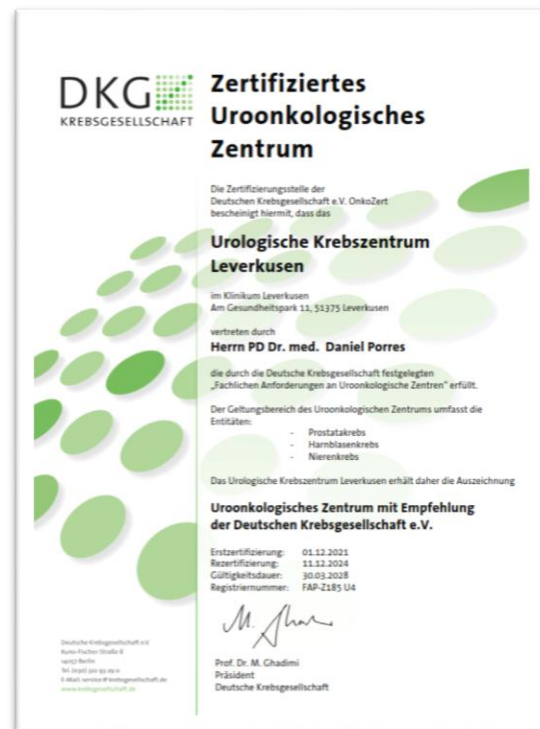 DKG
KREBSGESELLSCHAFT
Zertifiziertes
Uroonkologisches
Zentrum
Die Zertifizierungsstelle der
Deutschen Krebsgesellschaft e.V. OnkoZert
bescheinigt hiermit, dass das
Urologische Krebszentrum
Leverkusen
im Klinikum Leverkusen
Am Gesundheitspark 11, 51375 Leverkusen
vertreten durch
Herrn PD Dr. med. Daniel Porres
die durch die Deutsche Krebsgesellschaft festgelegten
„Fachlichen Anforderungen an Uroonkologische Zentren“ erfüllt.
Der Geltungsbereich des Uroonkologischen Zentrums umfasst die
Entitäten:
- Prostatakrebs
- Harnblasenkrebs
- Nierenkrebs
Das Urologische Krebszentrum Leverkusen erhält daher die Auszeichnung
Uroonkologisches Zentrum mit Empfehlung
der Deutschen Krebsgesellschaft e.V.
Erstzertifizierung: 01.12.2021
Rezertifizierung: 11.12.2024
Gültigkeitsdauer: 30.03.2028
Registriernummer: FAP-Z185 U4
Prof. Dr. M. Ghadimi
Präsident
Deutsche Krebsgesellschaft
Deutsche Krebsgesellschaft e.V.
Kuno-Fischer-Straße 8
14057 Berlin
E-Mail: service@krebsgesellschaft.de
www.krebsgesellschaft.de